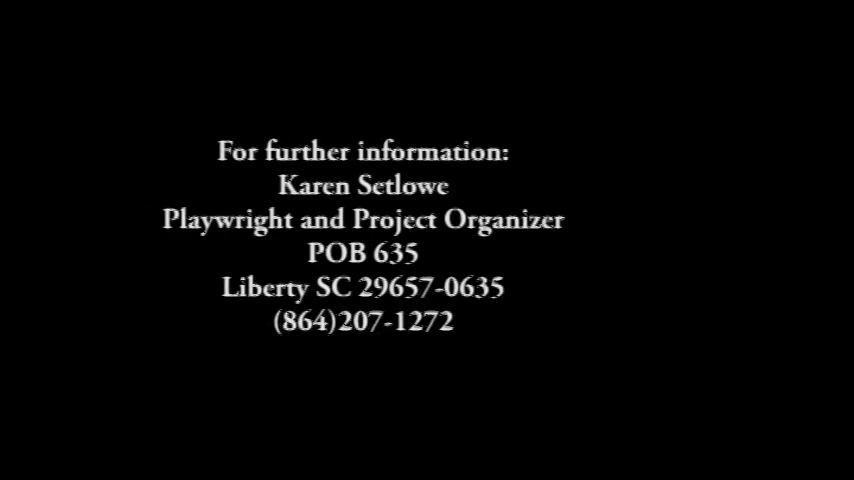 For further information:
Karen Setlowe
Playwright and Project Organizer
POB 635
Liberty SC 29657-0635
(864)207-1272